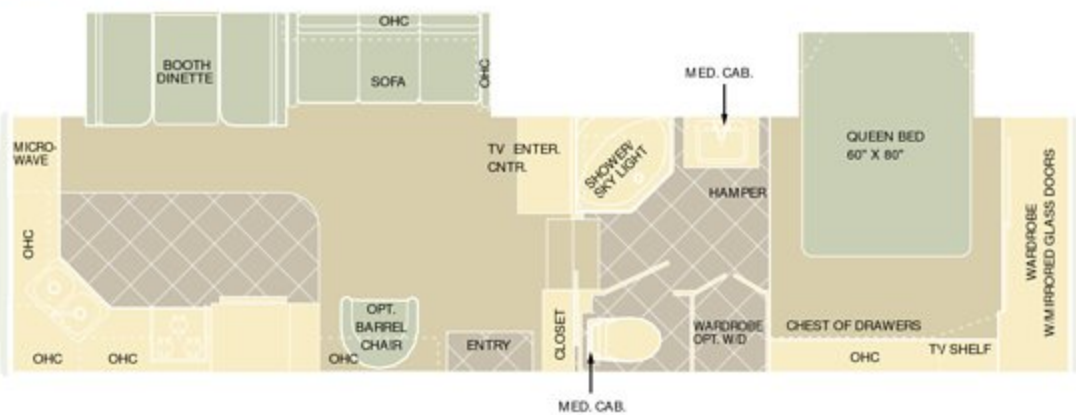 OHC
BOOTH
DINETTE
SOFA
OHC
MED. CAB.
MICRO-
WAVE
TV ENTER.
CNTR.
SHOWER/
SKY LIGHT
HAMPER
QUEEN BED
60" X 80"
WARDROBE
W/MIRRORED GLASS DOORS
OHC
OPT.
BARREL
CHAIR
OHC
OHC
OHC
ENTRY
CLOSET
WARDROBE
OPT. W/D
CHEST OF DRAWERS
OHC
TV SHELF
MED. CAB.